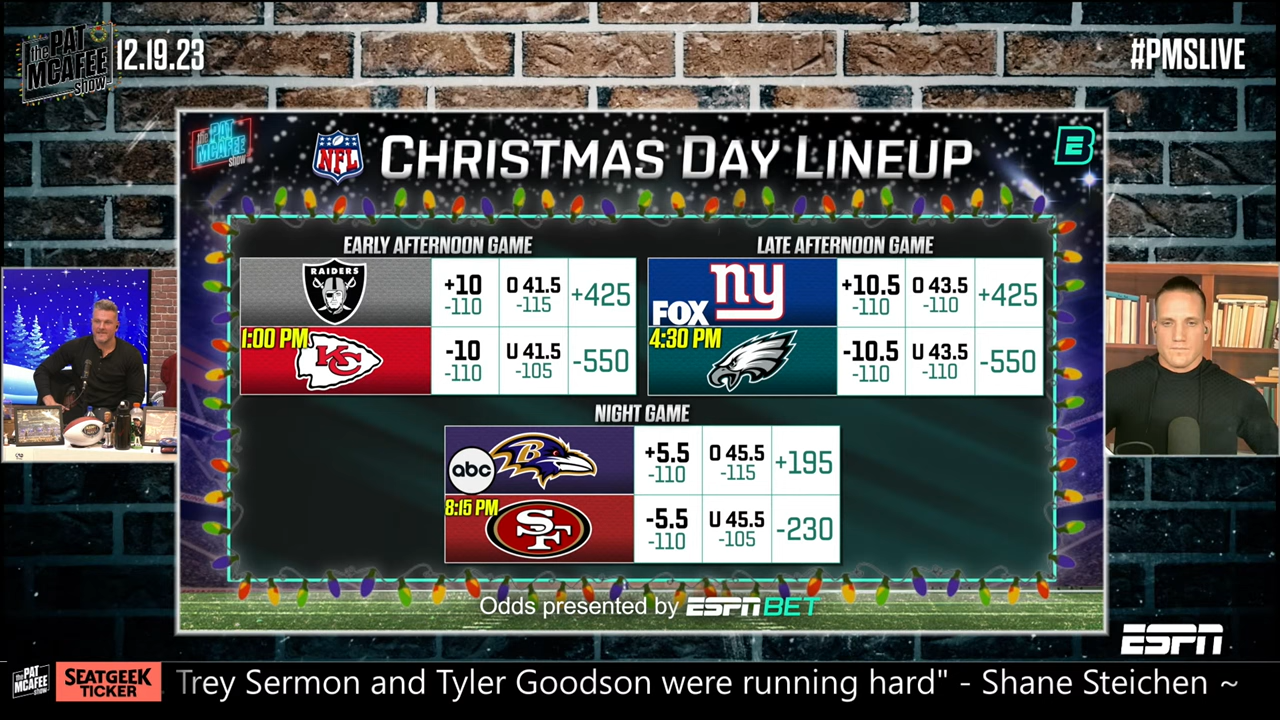 the PAT MCAFEE show
12.19.23
#PMSLIVE
the PAT MCAFEE show
NFL
CHRISTMAS DAY LINEUP
EARLY AFTERNOON GAME
RAIDERS
+10 -110
O 41.5 -115
+425
1:00 PM
KC
-10 -110
U 41.5 -105
-550
LATE AFTERNOON GAME
FOX
ny
+10.5 -110
O 43.5 -110
+425
4:30 PM
-10.5 -110
U 43.5 -110
-550
NIGHT GAME
abc
B
+5.5 -110
O 45.5 -115
+195
8:15 PM
SF
-5.5 -110
U 45.5 -105
-230
Odds presented by ESPN BET
ESPN
the PAT MCAFEE show
SEATGEEK
TICKER
Trey Sermon and Tyler Goodson were running hard" - Shane Steichen ~